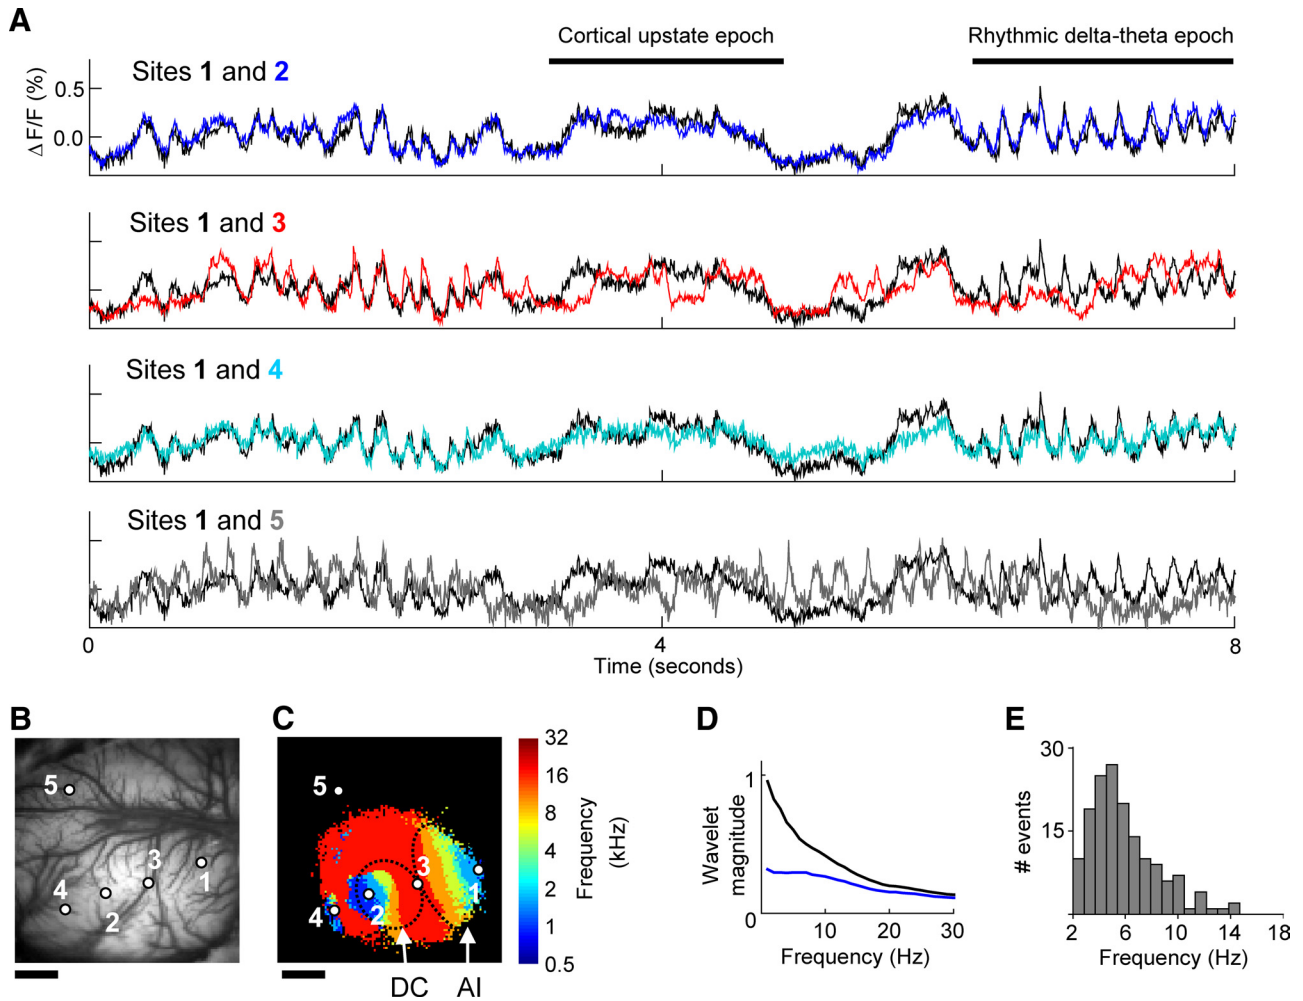 A
Cortical upstate epoch
Rhythmic delta-theta epoch
Sites 1 and 2
Δ F/F (%)
0.5
0.0
Sites 1 and 3
Sites 1 and 4
Sites 1 and 5
0
4
8
Time (seconds)
B
5
3
1
4
2
C
5
3
1
2
4
DC
AI
32
16
8
4
2
1
0.5
Frequency
(kHz)
D
1
Wavelet
magnitude
0
10
20
30
Frequency (Hz)
E
30
# events
15
2
6
10
14
18
Frequency (Hz)